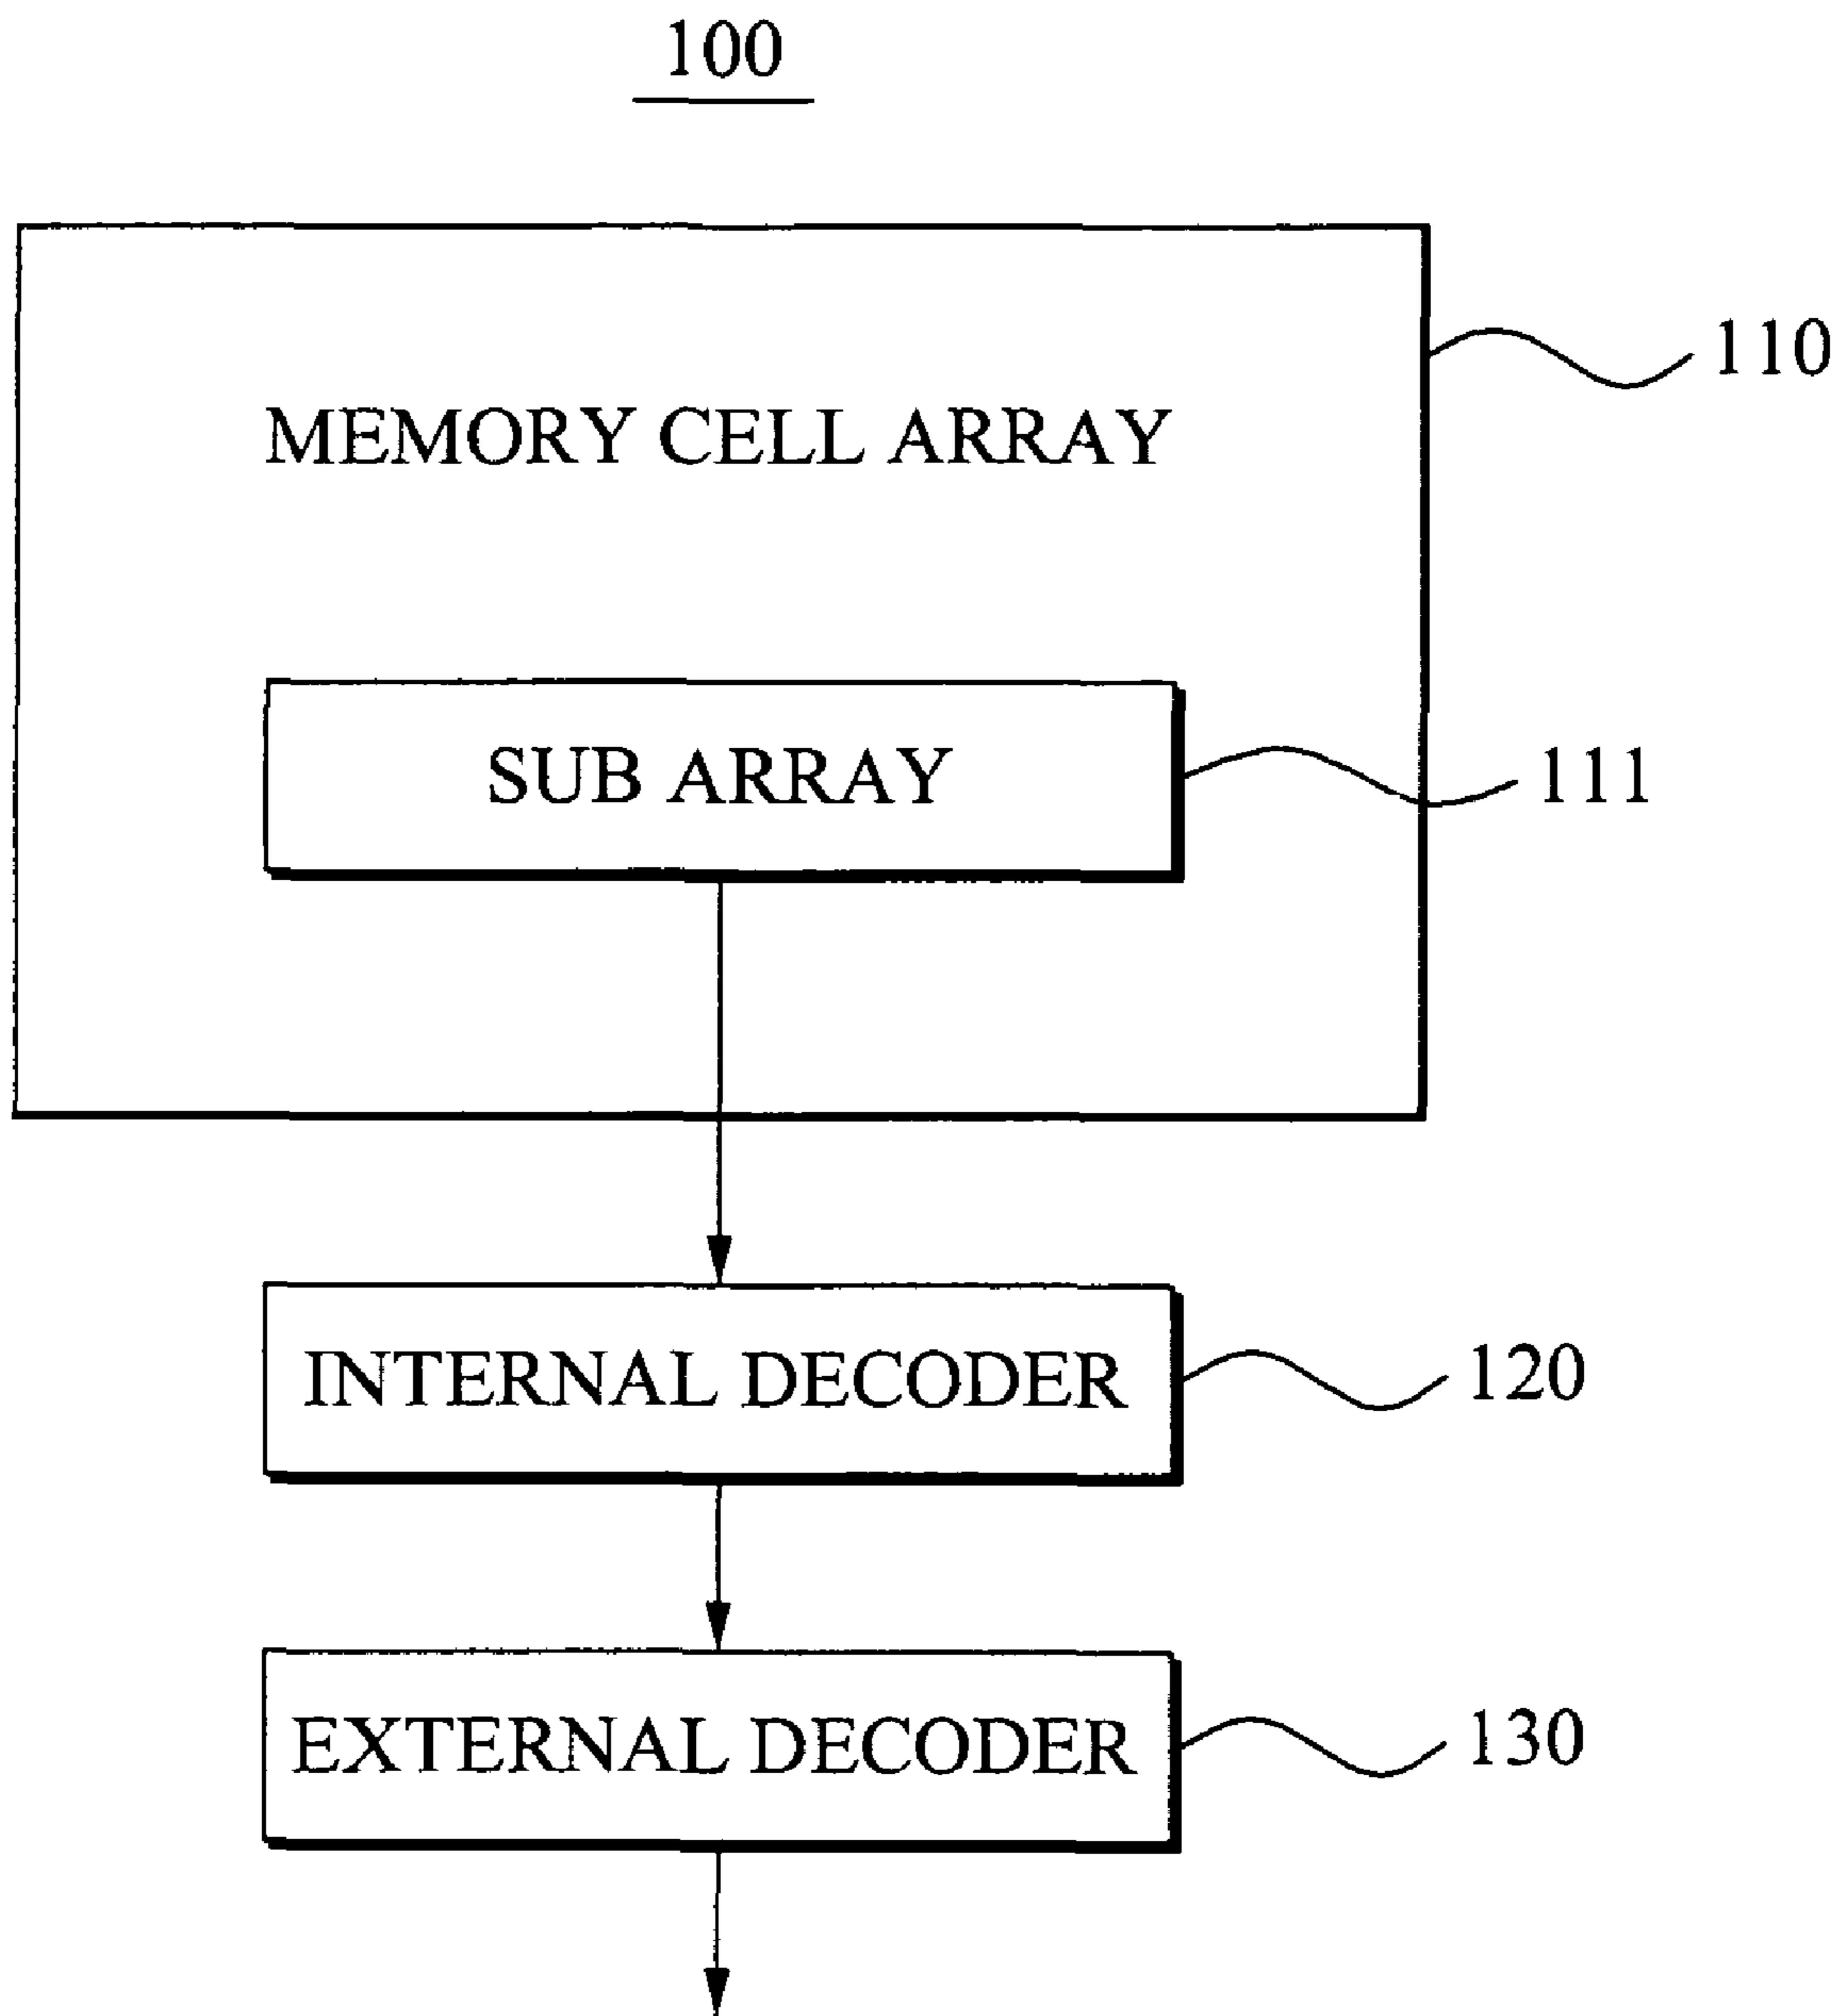 100
110
MEMORY CELL ARRAY
SUB ARRAY
111
INTERNAL DECODER
120
EXTERNAL DECODER
130